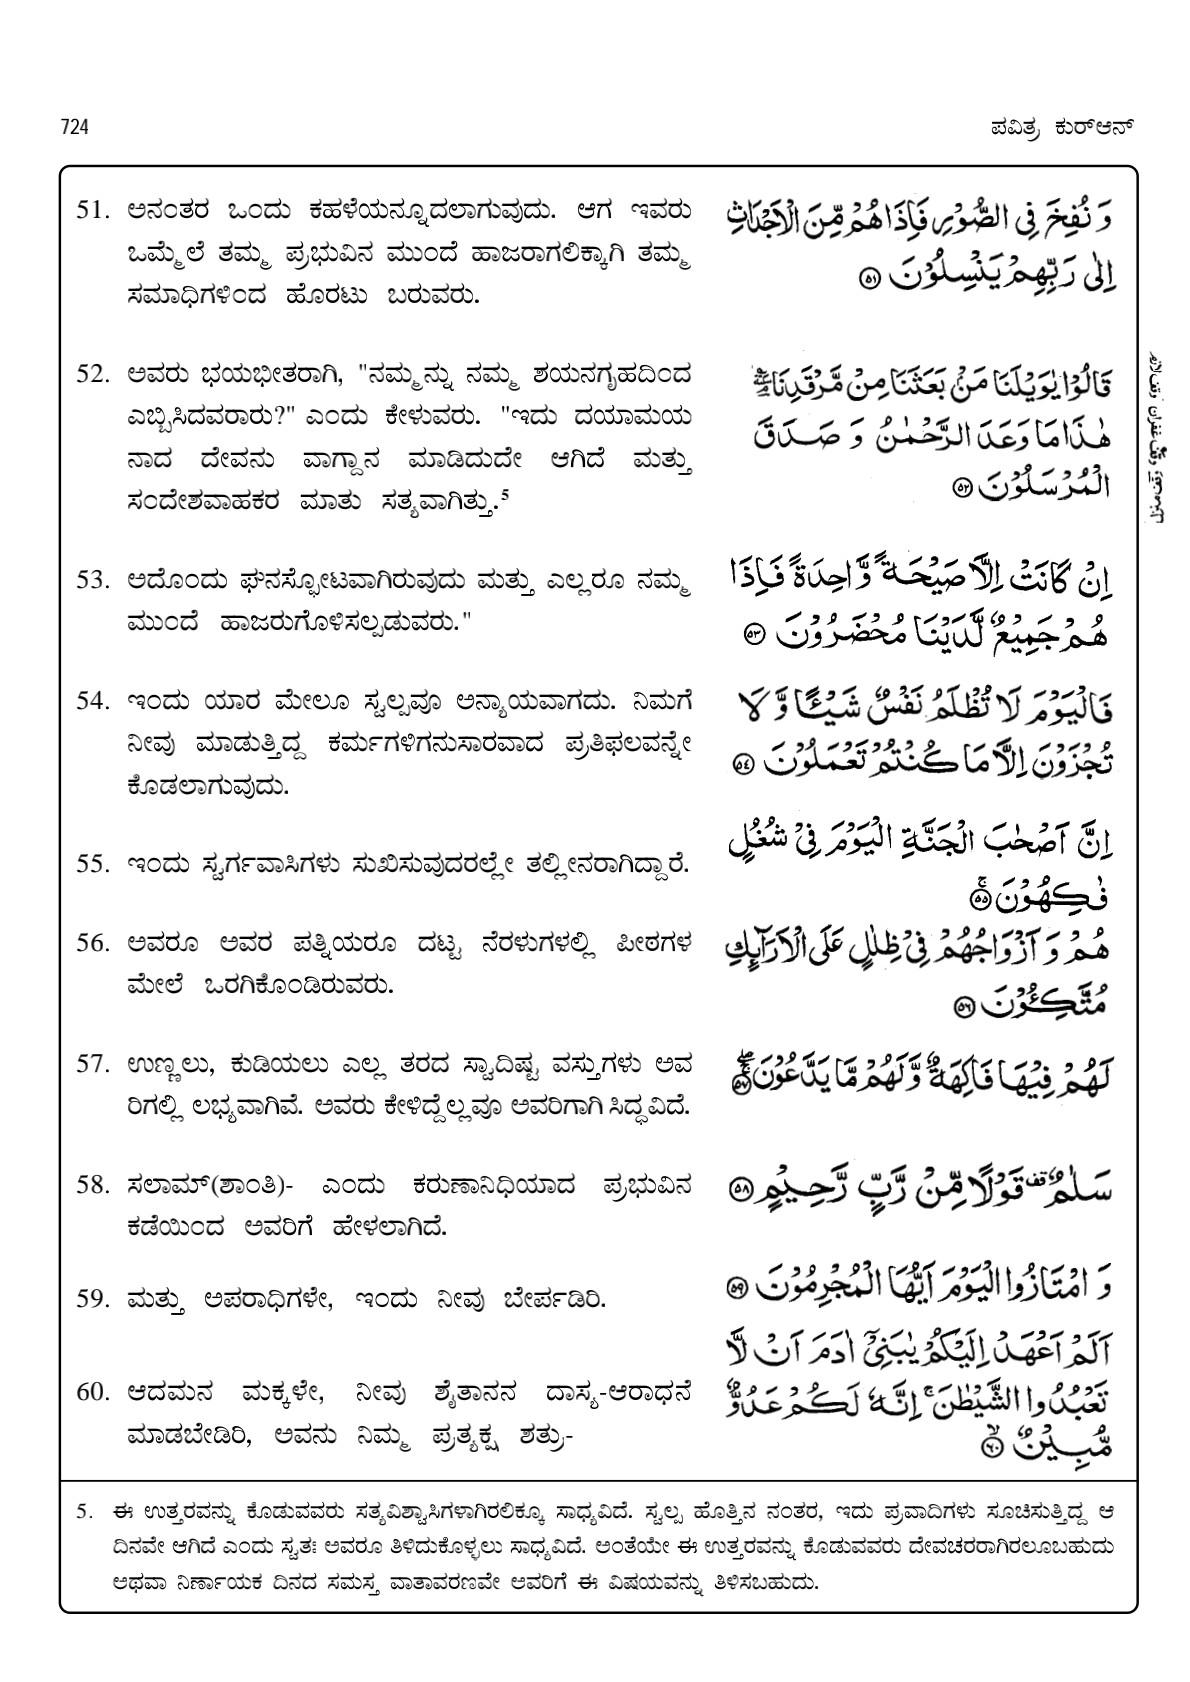 724
ಪವಿತ್ರ ಕುರ್‌ಆನ್
51. ಅನಂತರ ಒಂದು ಕಹಳೆಯನ್ನೂದಲಾಗುವುದು. ಆಗ ಇವರು
ಒಮ್ಮೆಲೆ ತಮ್ಮ ಪ್ರಭುವಿನ ಮುಂದೆ ಹಾಜರಾಗಲಿಕ್ಕಾಗಿ ತಮ್ಮ
ಸಮಾಧಿಗಳಿಂದ ಹೊರಟು ಬರುವರು.
وَ نُفِخَ فِي الصُّوْرِ فَاِذَا هُمْ مِّنَ الْاَجْدَاثِ
اِلٰى رَبِّهِمْ يَنْسِلُوْنَ ۝٥١
52. ಅವರು ಭಯಭೀತರಾಗಿ, "ನಮ್ಮನ್ನು ನಮ್ಮ ಶಯನಗೃಹದಿಂದ
ಎಬ್ಬಿಸಿದವರಾರು?" ಎಂದು ಕೇಳುವರು. "ಇದು ದಯಾಮಯ
ನಾದ ದೇವನು ವಾಗ್ದಾನ ಮಾಡಿದುದೇ ಆಗಿದೆ ಮತ್ತು
ಸಂದೇಶವಾಹಕರ ಮಾತು ಸತ್ಯವಾಗಿತ್ತು.5
قَالُوْا يٰوَيْلَنَا مَنْۢ بَعَثَنَا مِنْ مَّرْقَدِنَا
هٰذَا مَا وَعَدَ الرَّحْمٰنُ وَ صَدَقَ
الْمُرْسَلُوْنَ ۝٥٢
53. ಅದೊಂದು ಘನಸ್ಫೋಟವಾಗಿರುವುದು ಮತ್ತು ಎಲ್ಲರೂ ನಮ್ಮ
ಮುಂದೆ ಹಾಜರುಗೊಳಿಸಲ್ಪಡುವರು."
اِنْ كَانَتْ اِلَّا صَيْحَةً وَّاحِدَةً فَاِذَا
هُمْ جَمِيْعٌ لَّدَيْنَا مُحْضَرُوْنَ ۝٥٣
54. ಇಂದು ಯಾರ ಮೇಲೂ ಸ್ವಲ್ಪವೂ ಅನ್ಯಾಯವಾಗದು. ನಿಮಗೆ
ನೀವು ಮಾಡುತ್ತಿದ್ದ ಕರ್ಮಗಳಿಗನುಸಾರವಾದ ಪ್ರತಿಫಲವನ್ನೇ
ಕೊಡಲಾಗುವುದು.
فَالْيَوْمَ لَا تُظْلَمُ نَفْسٌ شَيْـًٔا وَّ لَا
تُجْزَوْنَ اِلَّا مَا كُنْتُمْ تَعْمَلُوْنَ ۝٥٤
55. ಇಂದು ಸ್ವರ್ಗವಾಸಿಗಳು ಸುಖಿಸುವುದರಲ್ಲೇ ತಲ್ಲೀನರಾಗಿದ್ದಾರೆ.
اِنَّ اَصْحٰبَ الْجَنَّةِ الْيَوْمَ فِيْ شُغُلٍ
فٰكِهُوْنَ ۝٥٥
56. ಅವರೂ ಅವರ ಪತ್ನಿಯರೂ ದಟ್ಟ ನೆರಳುಗಳಲ್ಲಿ ಪೀಠಗಳ
ಮೇಲೆ ಒರಗಿಕೊಂಡಿರುವರು.
هُمْ وَ اَزْوَاجُهُمْ فِيْ ظِلٰلٍ عَلَى الْاَرَآئِكِ
مُتَّكِـُٔوْنَ ۝٥٦
57. ಉಣ್ಣಲು, ಕುಡಿಯಲು ಎಲ್ಲ ತರದ ಸ್ವಾದಿಷ್ಟ ವಸ್ತುಗಳು ಅವ
ರಿಗಲ್ಲಿ ಲಭ್ಯವಾಗಿವೆ. ಅವರು ಕೇಳಿದ್ದೆಲ್ಲವೂ ಅವರಿಗಾಗಿ ಸಿದ್ಧವಿದೆ.
لَهُمْ فِيْهَا فَاكِهَةٌ وَّلَهُمْ مَّا يَدَّعُوْنَ ۝٥٧
58. ಸಲಾಮ್(ಶಾಂತಿ)- ಎಂದು ಕರುಣಾನಿಧಿಯಾದ ಪ್ರಭುವಿನ
ಕಡೆಯಿಂದ ಅವರಿಗೆ ಹೇಳಲಾಗಿದೆ.
سَلٰمٌ قَوْلًا مِّنْ رَّبٍّ رَّحِيْمٍ ۝٥٨
59. ಮತ್ತು ಅಪರಾಧಿಗಳೇ, ಇಂದು ನೀವು ಬೇರ್ಪಡಿರಿ.
وَ امْتَازُوا الْيَوْمَ اَيُّهَا الْمُجْرِمُوْنَ ۝٥٩
60. ಆದಮನ ಮಕ್ಕಳೇ, ನೀವು ಶೈತಾನನ ದಾಸ್ಯ-ಆರಾಧನೆ
ಮಾಡಬೇಡಿರಿ, ಅವನು ನಿಮ್ಮ ಪ್ರತ್ಯಕ್ಷ ಶತ್ರು-
اَلَمْ اَعْهَدْ اِلَيْكُمْ يٰبَنِيْٓ اٰدَمَ اَنْ لَّا
تَعْبُدُوا الشَّيْطٰنَ اِنَّهٗ لَكُمْ عَدُوٌّ
مُّبِيْنٌ ۝٦٠
5. ಈ ಉತ್ತರವನ್ನು ಕೊಡುವವರು ಸತ್ಯವಿಶ್ವಾಸಿಗಳಾಗಿರಲಿಕ್ಕೂ ಸಾಧ್ಯವಿದೆ. ಸ್ವಲ್ಪ ಹೊತ್ತಿನ ನಂತರ, ಇದು ಪ್ರವಾದಿಗಳು ಸೂಚಿಸುತ್ತಿದ್ದ ಆ
ದಿನವೇ ಆಗಿದೆ ಎಂದು ಸ್ವತಃ ಅವರೂ ತಿಳಿದುಕೊಳ್ಳಲು ಸಾಧ್ಯವಿದೆ. ಅಂತೆಯೇ ಈ ಉತ್ತರವನ್ನು ಕೊಡುವವರು ದೇವಚರರಾಗಿರಲೂಬಹುದು
ಅಥವಾ ನಿರ್ಣಾಯಕ ದಿನದ ಸಮಸ್ತ ವಾತಾವರಣವೇ ಅವರಿಗೆ ಈ ವಿಷಯವನ್ನು ತಿಳಿಸಬಹುದು.